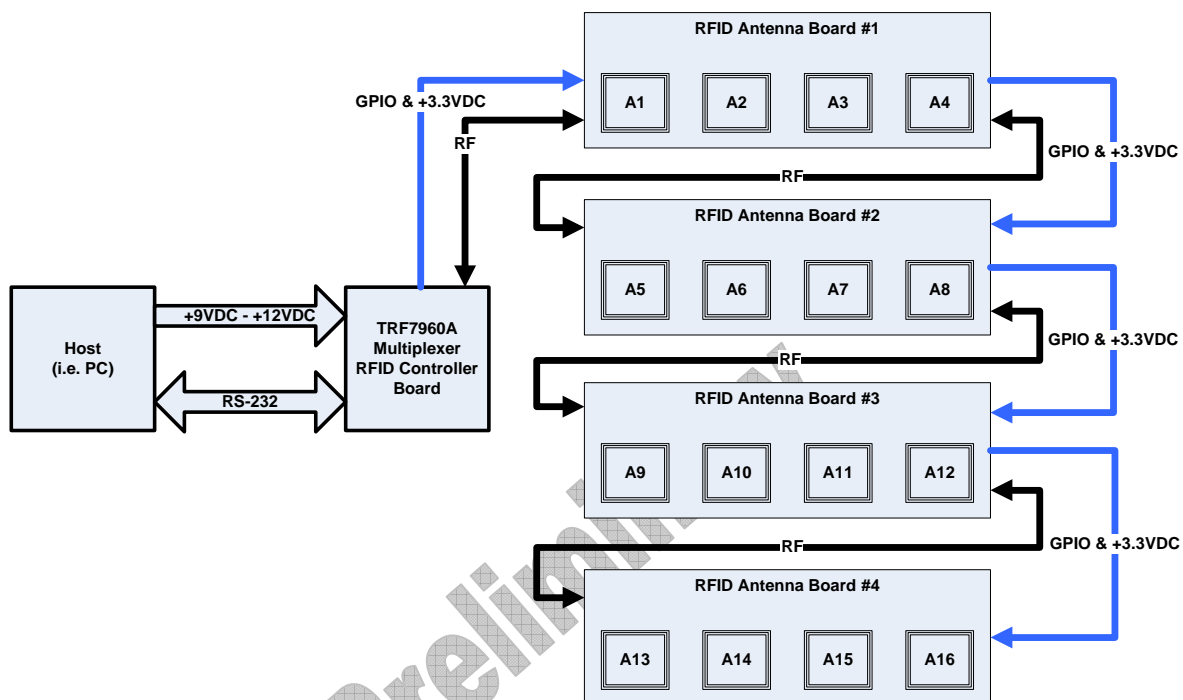 RFID Antenna Board #1
A1
A2
A3
A4
GPIO & +3.3VDC
RF
GPIO & +3.3VDC
RF
RFID Antenna Board #2
A5
A6
A7
A8
Host
(i.e. PC)
+9VDC - +12VDC
RS-232
TRF7960A
Multiplexer
RFID Controller
Board
GPIO & +3.3VDC
RF
RFID Antenna Board #3
A9
A10
A11
A12
GPIO & +3.3VDC
RF
RFID Antenna Board #4
A13
A14
A15
A16
Preliminary